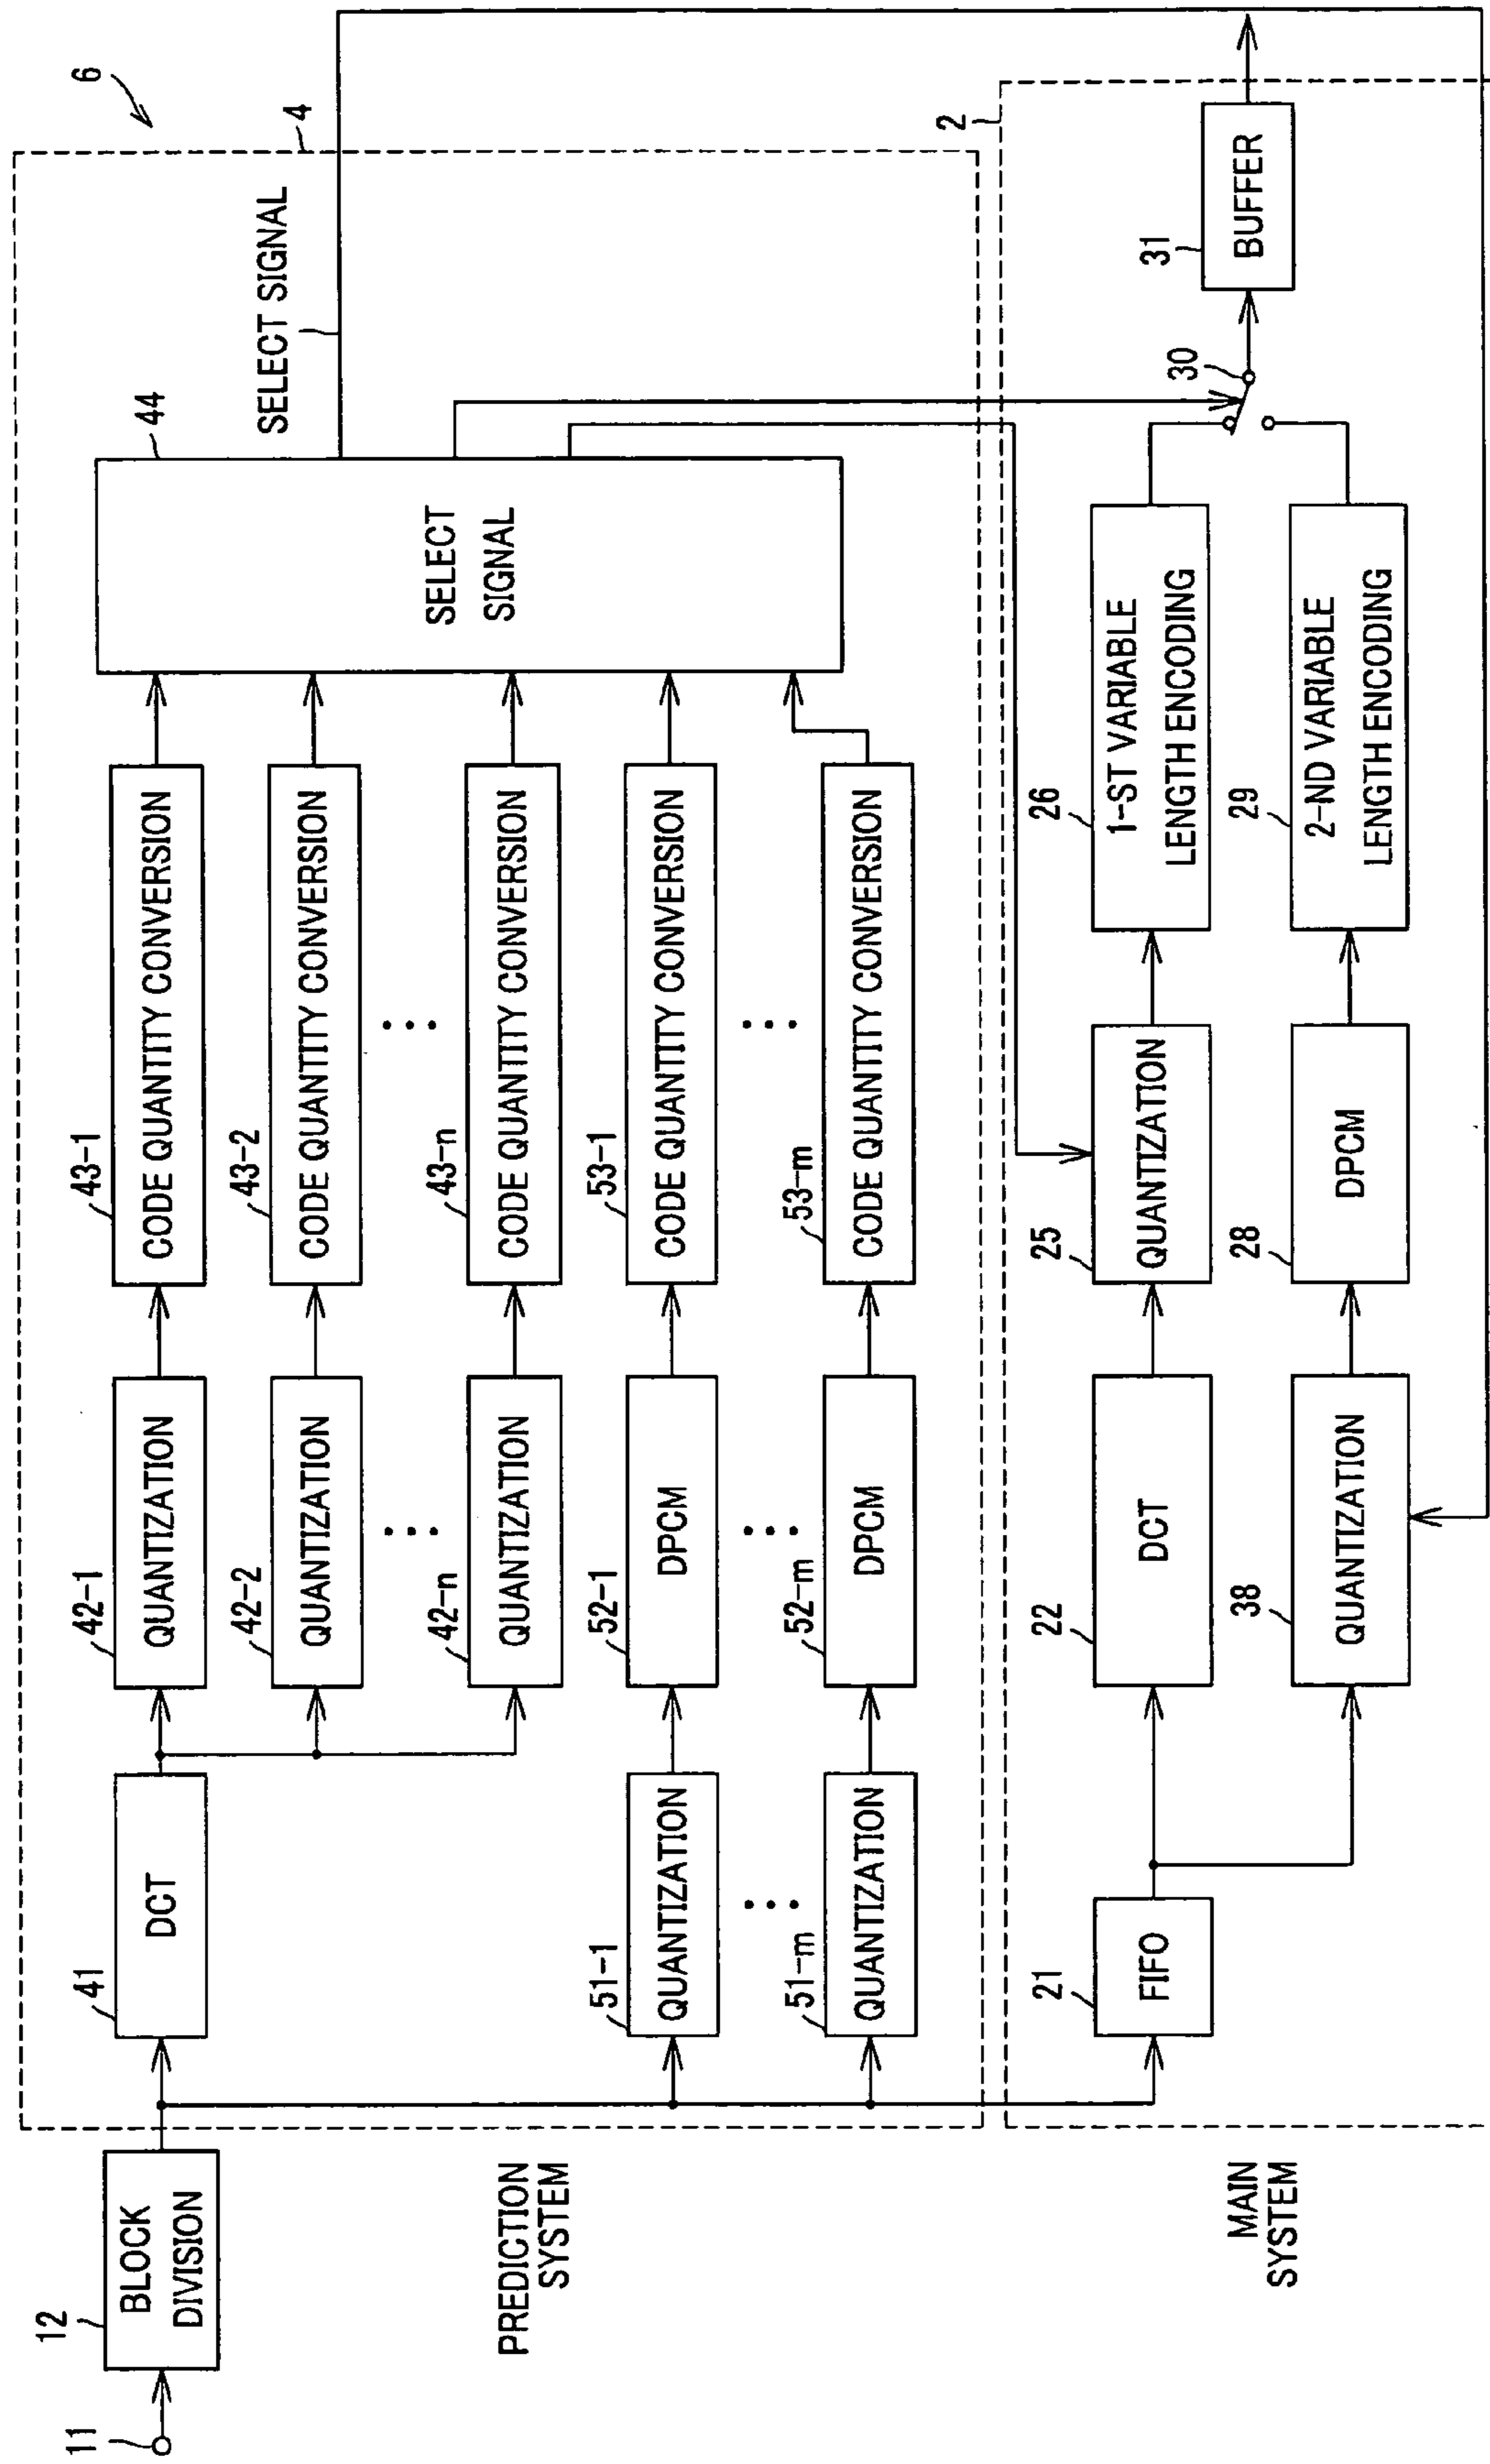 6
11
12
BLOCK
DIVISION
PREDICTION
SYSTEM
4
41
DCT
42-1
QUANTIZATION
43-1
CODE QUANTITY CONVERSION
42-2
QUANTIZATION
43-2
CODE QUANTITY CONVERSION
42-n
QUANTIZATION
43-n
CODE QUANTITY CONVERSION
51-1
QUANTIZATION
52-1
DPCM
53-1
CODE QUANTITY CONVERSION
51-m
QUANTIZATION
52-m
DPCM
53-m
CODE QUANTITY CONVERSION
44
SELECT
SIGNAL
SELECT SIGNAL
MAIN
SYSTEM
2
21
FIFO
22
DCT
25
QUANTIZATION
26
1-ST VARIABLE
LENGTH ENCODING
38
QUANTIZATION
28
DPCM
29
2-ND VARIABLE
LENGTH ENCODING
30
31
BUFFER